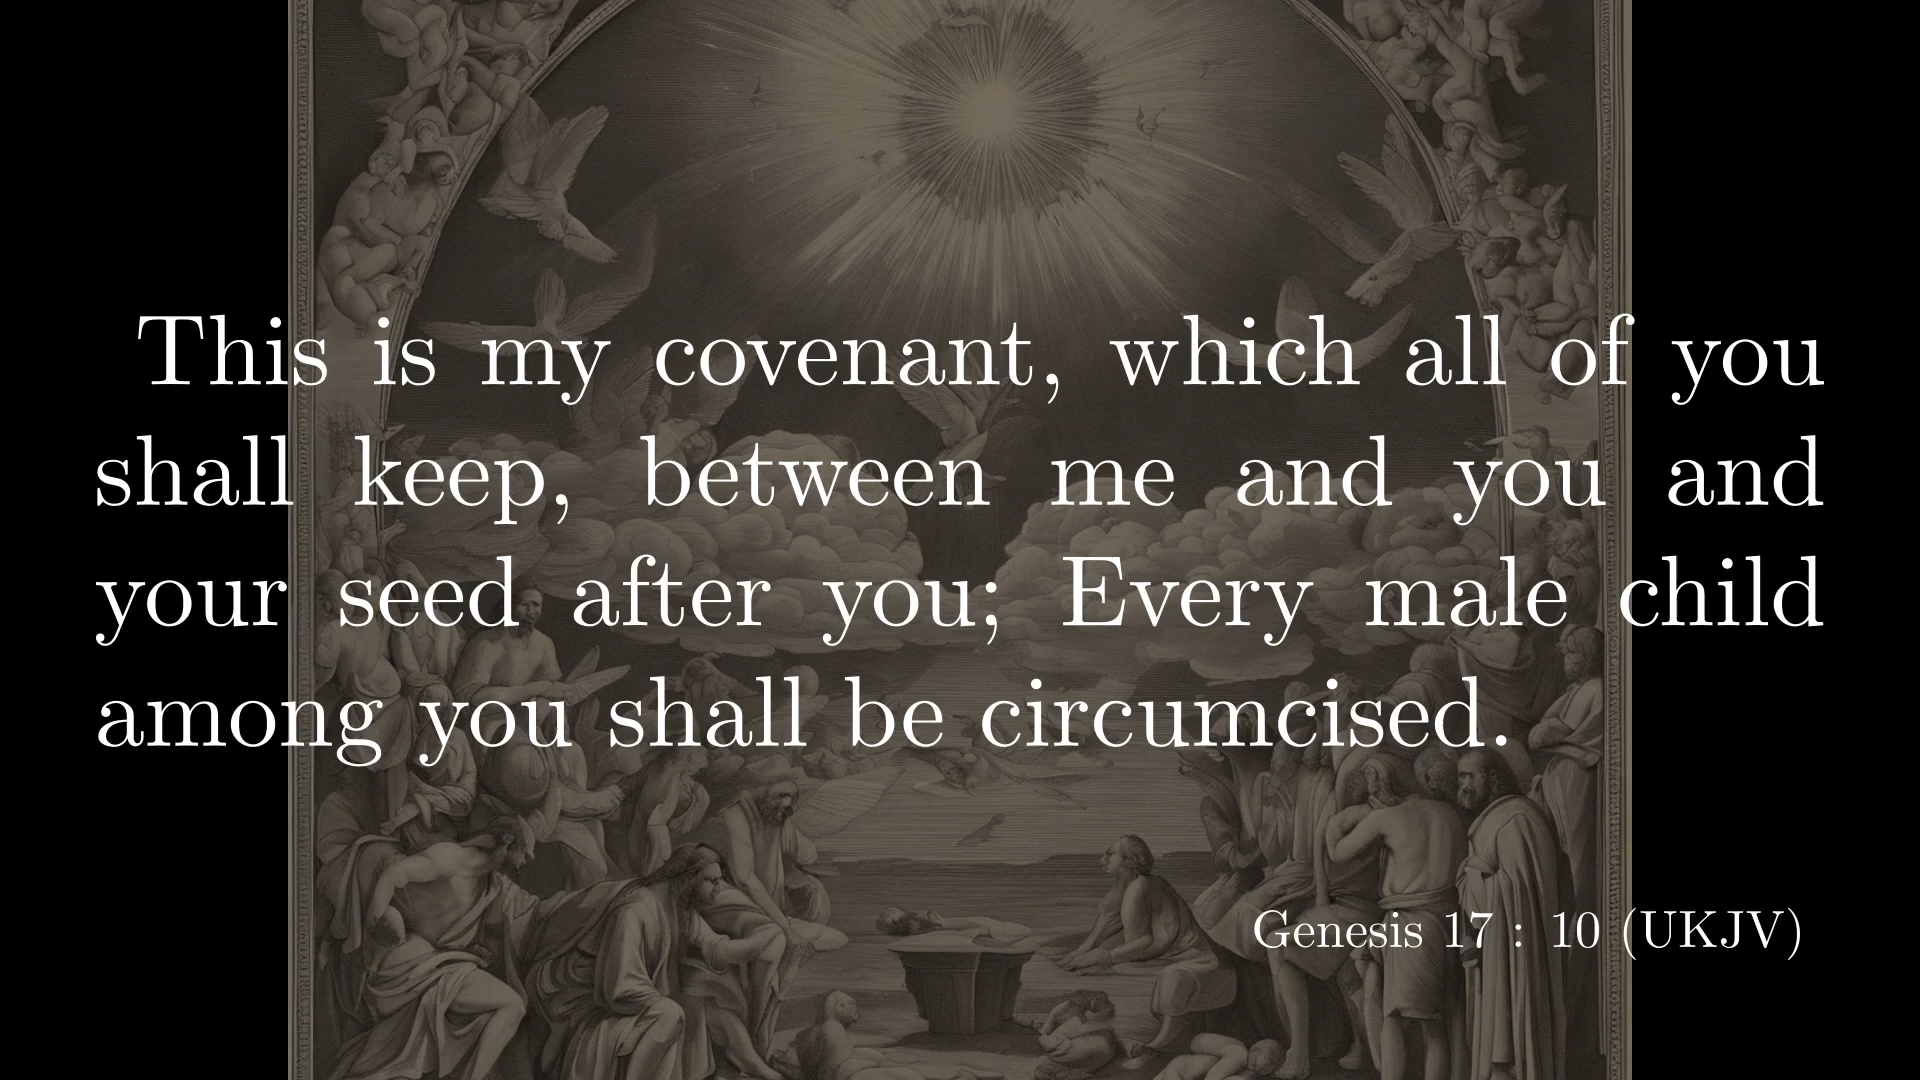 This is my covenant, which all of you
shall keep, between me and you and
your seed after you; Every male child
among you shall be circumcised.
Genesis 17 : 10 (UKJV)